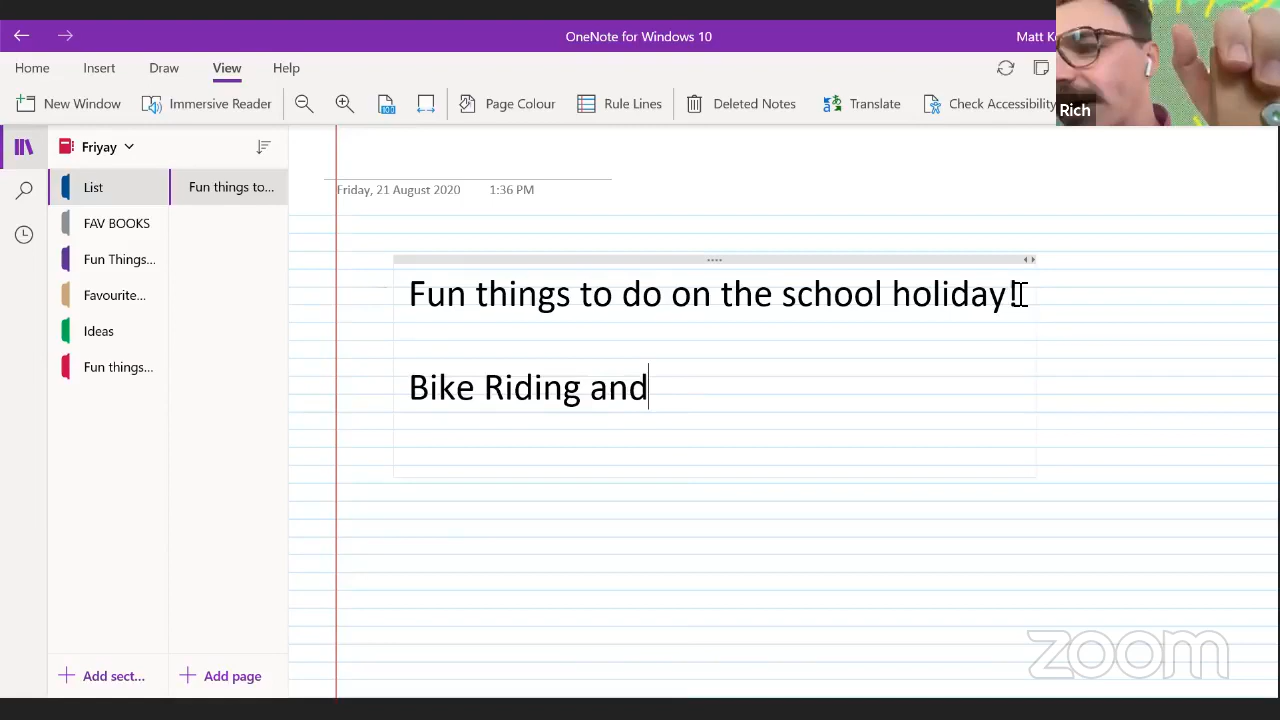 OneNote for Windows 10
Matt K
Home Insert Draw View Help
New Window Immersive Reader Page Colour Rule Lines Deleted Notes Translate Check Accessibility
Rich
Friyay
List
FAV BOOKS
Fun Things...
Favourite...
Ideas
Fun things...
Fun things to...
Friday, 21 August 2020 1:36 PM
Fun things to do on the school holiday!
Bike Riding and
Add sect...
Add page
zoom